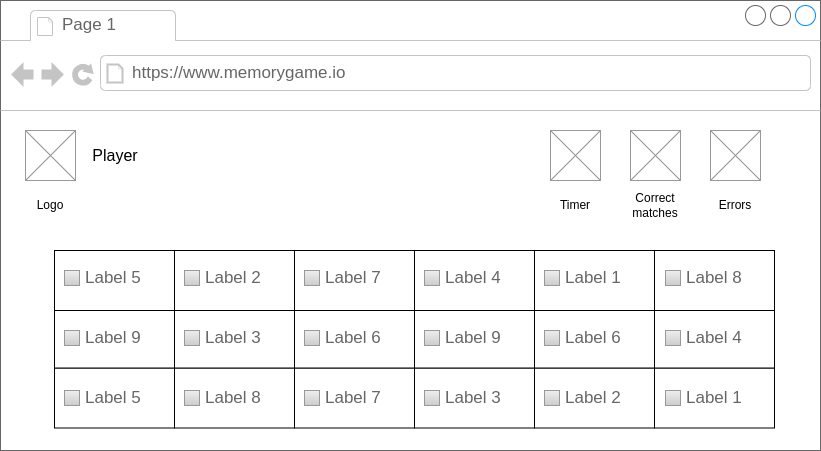 Page 1
https://www.memorygame.io
Player
Logo
Timer
Correct
matches
Errors
Label 5 Label 2 Label 7 Label 4 Label 1 Label 8
Label 9 Label 3 Label 6 Label 9 Label 6 Label 4
Label 5 Label 8 Label 7 Label 3 Label 2 Label 1